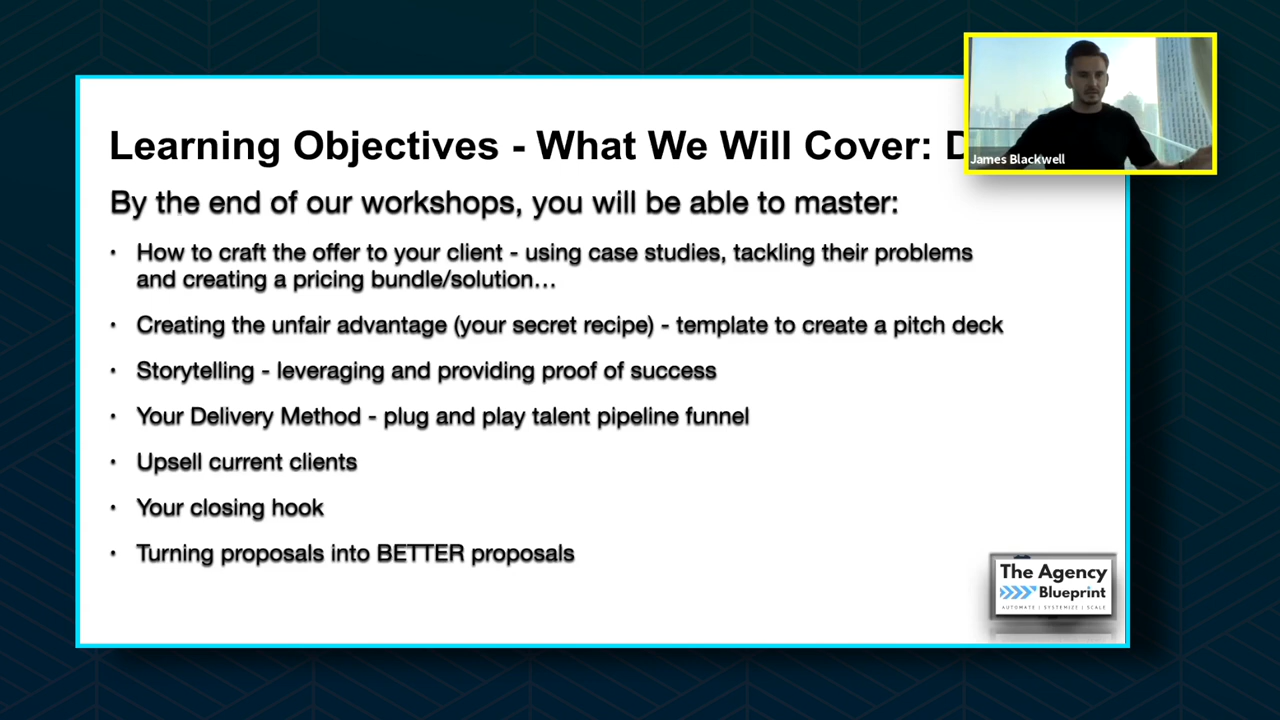 Learning Objectives - What We Will Cover:
James Blackwell
By the end of our workshops, you will be able to master:
· How to craft the offer to your client - using case studies, tackling their problems
and creating a pricing bundle/solution…
· Creating the unfair advantage (your secret recipe) - template to create a pitch deck
· Storytelling - leveraging and providing proof of success
· Your Delivery Method - plug and play talent pipeline funnel
· Upsell current clients
· Your closing hook
· Turning proposals into BETTER proposals
The Agency
Blueprint
AUTOMATE | SYSTEMIZE | SCALE